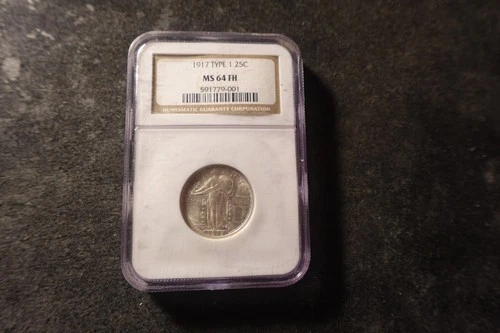 1917 TYPE 1 25C
MS 64 FH
591779-001
NUMISMATIC GUARANTY CORPORATION